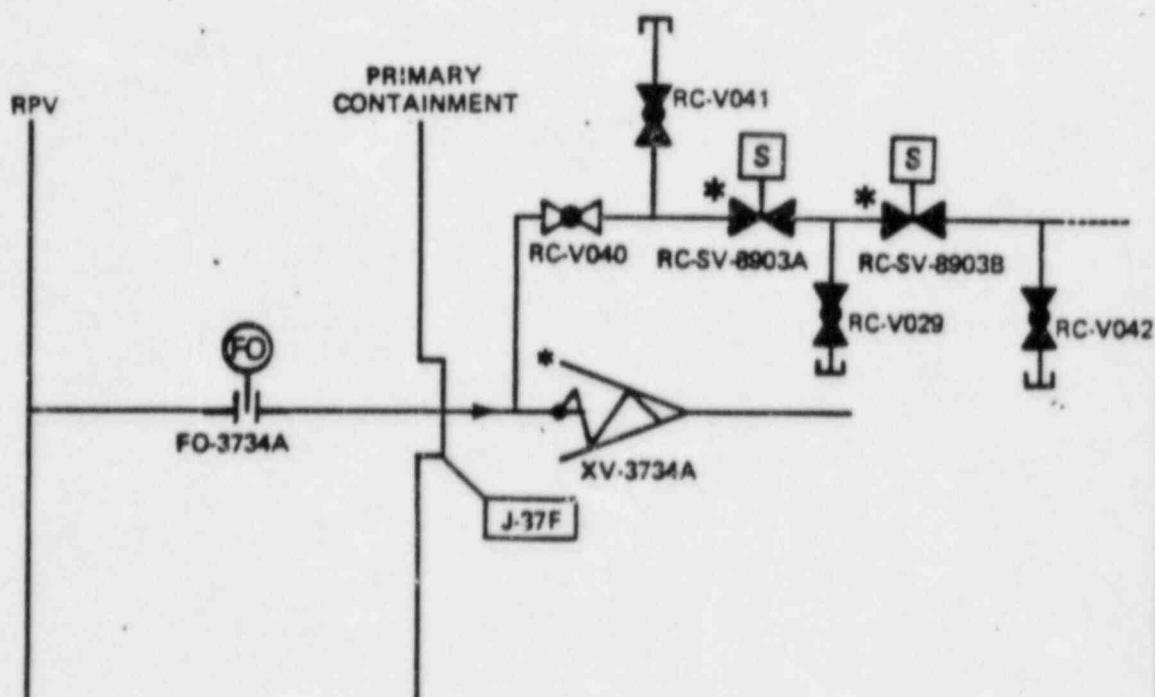 RPV
PRIMARY
CONTAINMENT
RC-V041
S
S
*
*
RC-V040
RC-SV-8903A
RC-SV-8903B
RC-V029
RC-V042
FO
FO-3734A
*
XV-3734A
J-37F